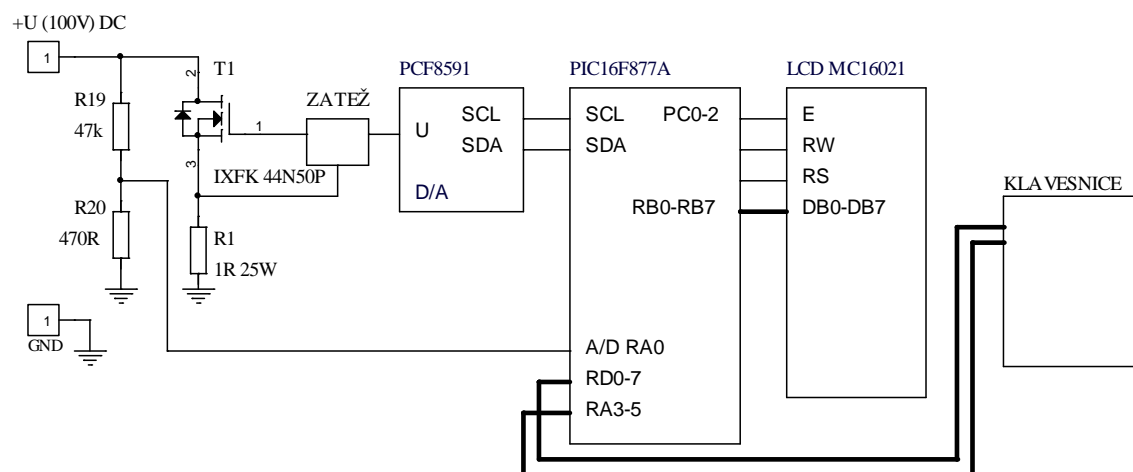 +U (100V) DC
1
R19
47k
R20
470R
1
GND
2
T1
1
3
IXFK 44N50P
R1
1R 25W
ZATEŽ
PCF8591
U
SCL
SDA
D/A
PIC16F877A
SCL
SDA
PC0-2
RB0-RB7
A/D RA0
RD0-7
RA3-5
LCD MC16021
E
RW
RS
DB0-DB7
KLAVESNICE